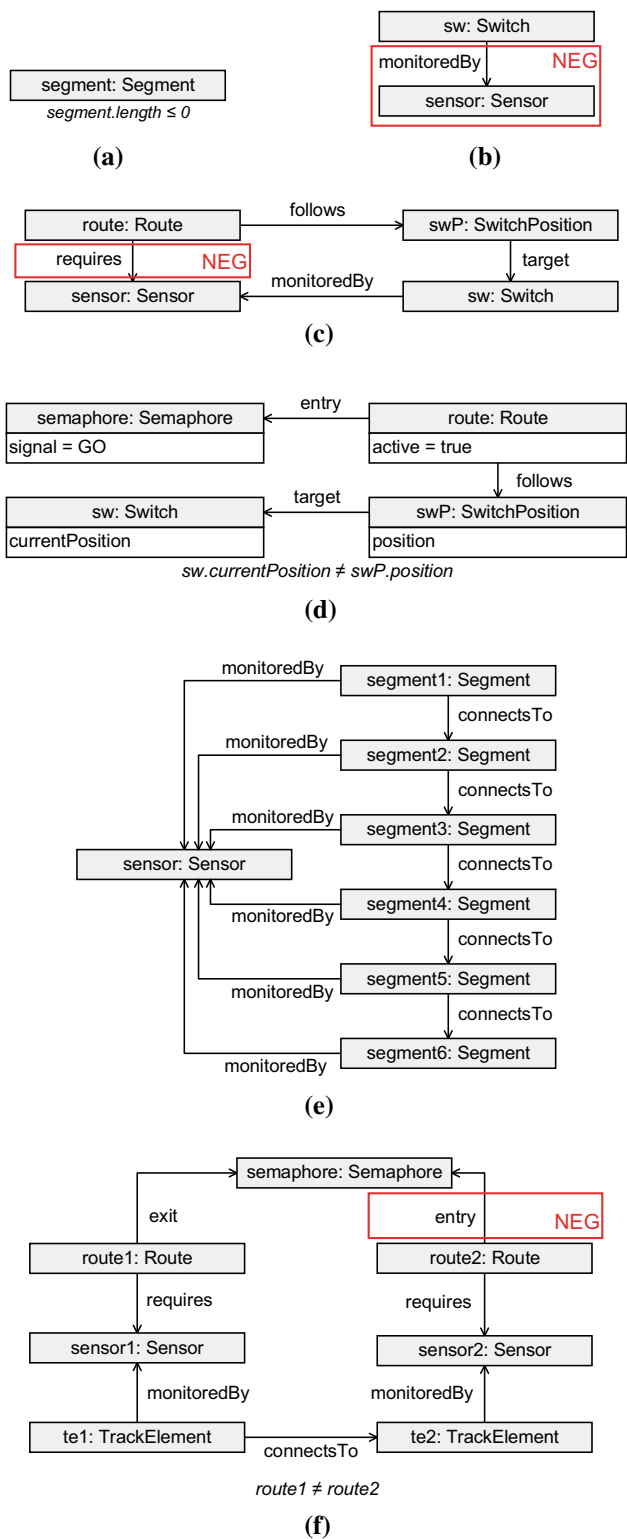 segment: Segment
segment.length ≤ 0
(a)
sw: Switch
monitoredBy
NEG
sensor: Sensor
(b)
route: Route
follows
swP: SwitchPosition
requires
NEG
target
sensor: Sensor
monitoredBy
sw: Switch
(c)
semaphore: Semaphore
entry
route: Route
signal = GO
active = true
follows
sw: Switch
target
swP: SwitchPosition
currentPosition
position
sw.currentPosition ≠ swP.position
(d)
monitoredBy
segment1: Segment
connectsTo
monitoredBy
segment2: Segment
connectsTo
monitoredBy
segment3: Segment
sensor: Sensor
connectsTo
segment4: Segment
monitoredBy
connectsTo
segment5: Segment
monitoredBy
connectsTo
segment6: Segment
monitoredBy
(e)
semaphore: Semaphore
exit
entry
NEG
route1: Route
route2: Route
requires
requires
sensor1: Sensor
sensor2: Sensor
monitoredBy
monitoredBy
te1: TrackElement
connectsTo
te2: TrackElement
route1 ≠ route2
(f)